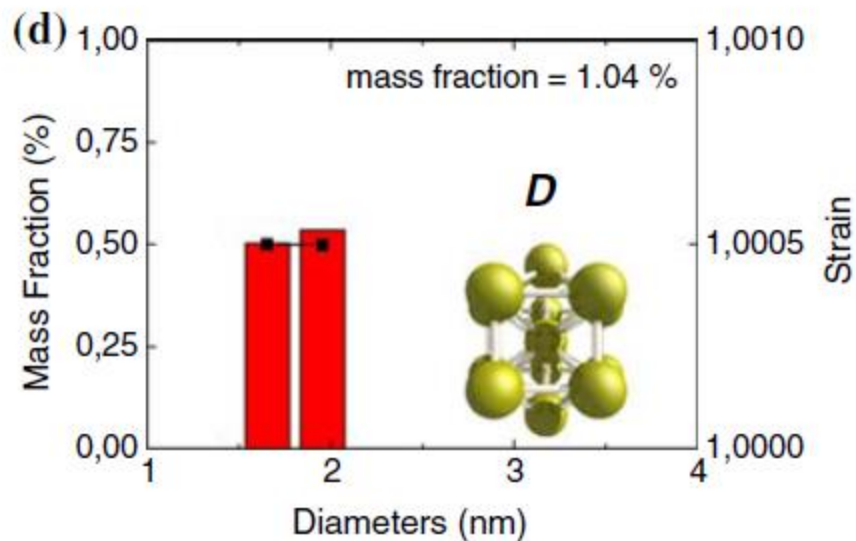 (d)
1,00
0,75
0,50
0,25
0,00
Mass Fraction (%)
mass fraction = 1.04 %
D
1,0010
1,0005
1,0000
Strain
1 2 3 4
Diameters (nm)